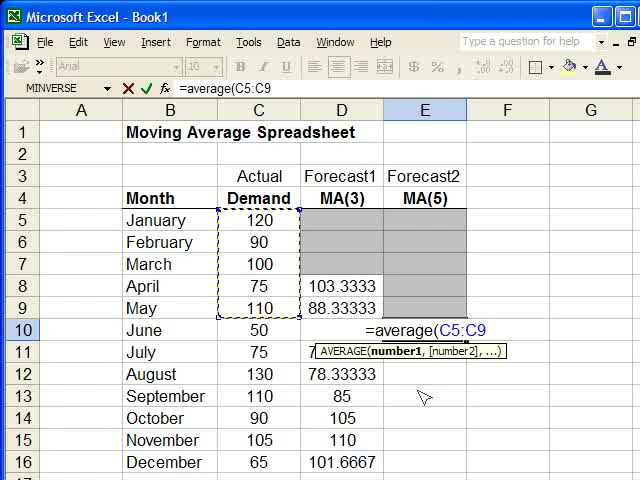 Microsoft Excel - Book1
File Edit View Insert Format Tools Data Window Help Type a question for help
Arial 10 B I U $ % , .00 A
MINVERSE =average(C5:C9
A B C D E F G
1 Moving Average Spreadsheet
2
3 Actual Forecast1 Forecast2
4 Month Demand MA(3) MA(5)
5 January 120
6 February 90
7 March 100
8 April 75 103.3333
9 May 110 88.33333
10 June 50 =average(C5:C9
11 July 75 7
AVERAGE(number1, [number2], ...)
12 August 130 78.33333
13 September 110 85
14 October 90 105
15 November 105 110
16 December 65 101.6667